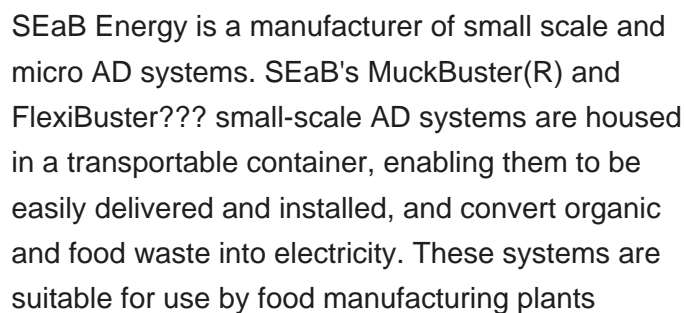 SEaB Energy is a manufacturer of small scale and
micro AD systems. SEaB's MuckBuster(R) and
FlexiBuster??? small-scale AD systems are housed
in a transportable container, enabling them to be
easily delivered and installed, and convert organic
and food waste into electricity. These systems are
suitable for use by food manufacturing plants